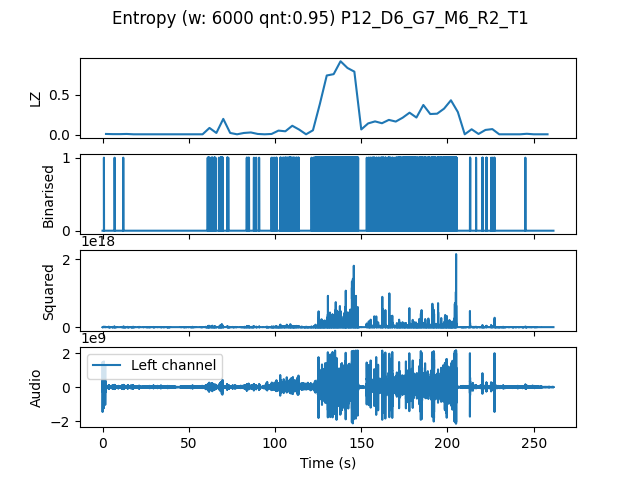 Entropy (w: 6000 qnt:0.95) P12_D6_G7_M6_R2_T1
LZ
0.5
0.0
Binarised
1
0
1e18
Squared
2
0
1e9
Audio
2
0
−2
Left channel
0 50 100 150 200 250
Time (s)